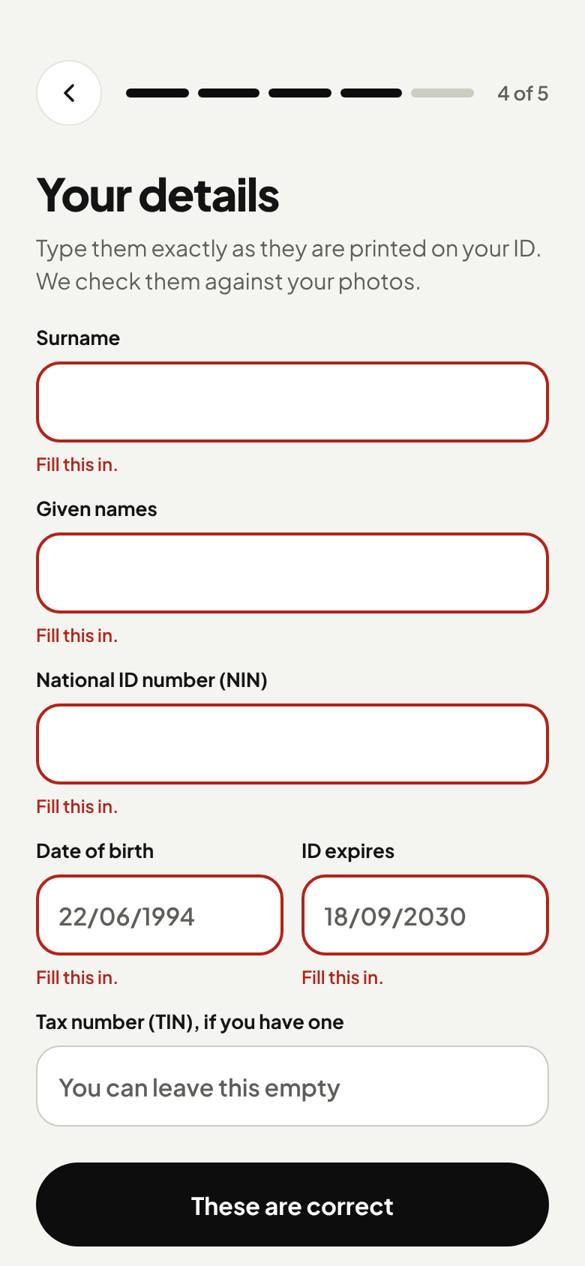 4 of 5
Your details
Type them exactly as they are printed on your ID.
We check them against your photos.
Surname
Fill this in.
Given names
Fill this in.
National ID number (NIN)
Fill this in.
Date of birth
ID expires
22/06/1994
18/09/2030
Fill this in.
Fill this in.
Tax number (TIN), if you have one
You can leave this empty
These are correct